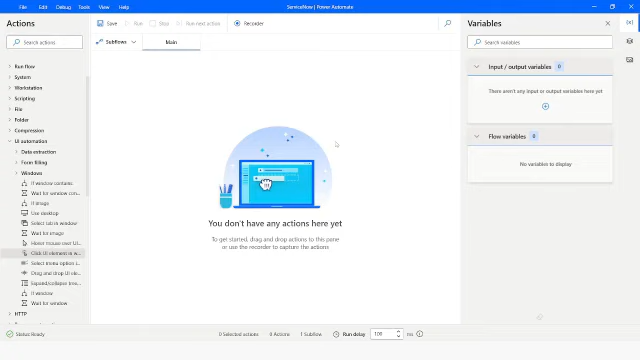 File Edit Debug Tools View Help
ServiceNow | Power Automate
Actions
Search actions
Run flow
System
Workstation
Scripting
File
Folder
Compression
UI automation
Data extraction
Form filling
Windows
If window contains
Wait for window con
If image
Use desktop
Select tab in window
Wait for image
Hover mouse over UI
Click UI element in w
Select menu option i
Drag and drop UI ele
Expand/collapse tree
If window
Wait for window
HTTP
Save Run Stop Run next action Recorder
Subflows Main
You don't have any actions here yet
To get started, drag and drop actions to this pane
or use the recorder to capture the actions
Variables
Search variables
Input / output variables 0
There aren't any input or output variables here yet
Flow variables 0
No variables to display
Status: Ready 0 Selected actions 0 Actions 1 Subflow Run delay 100 ms